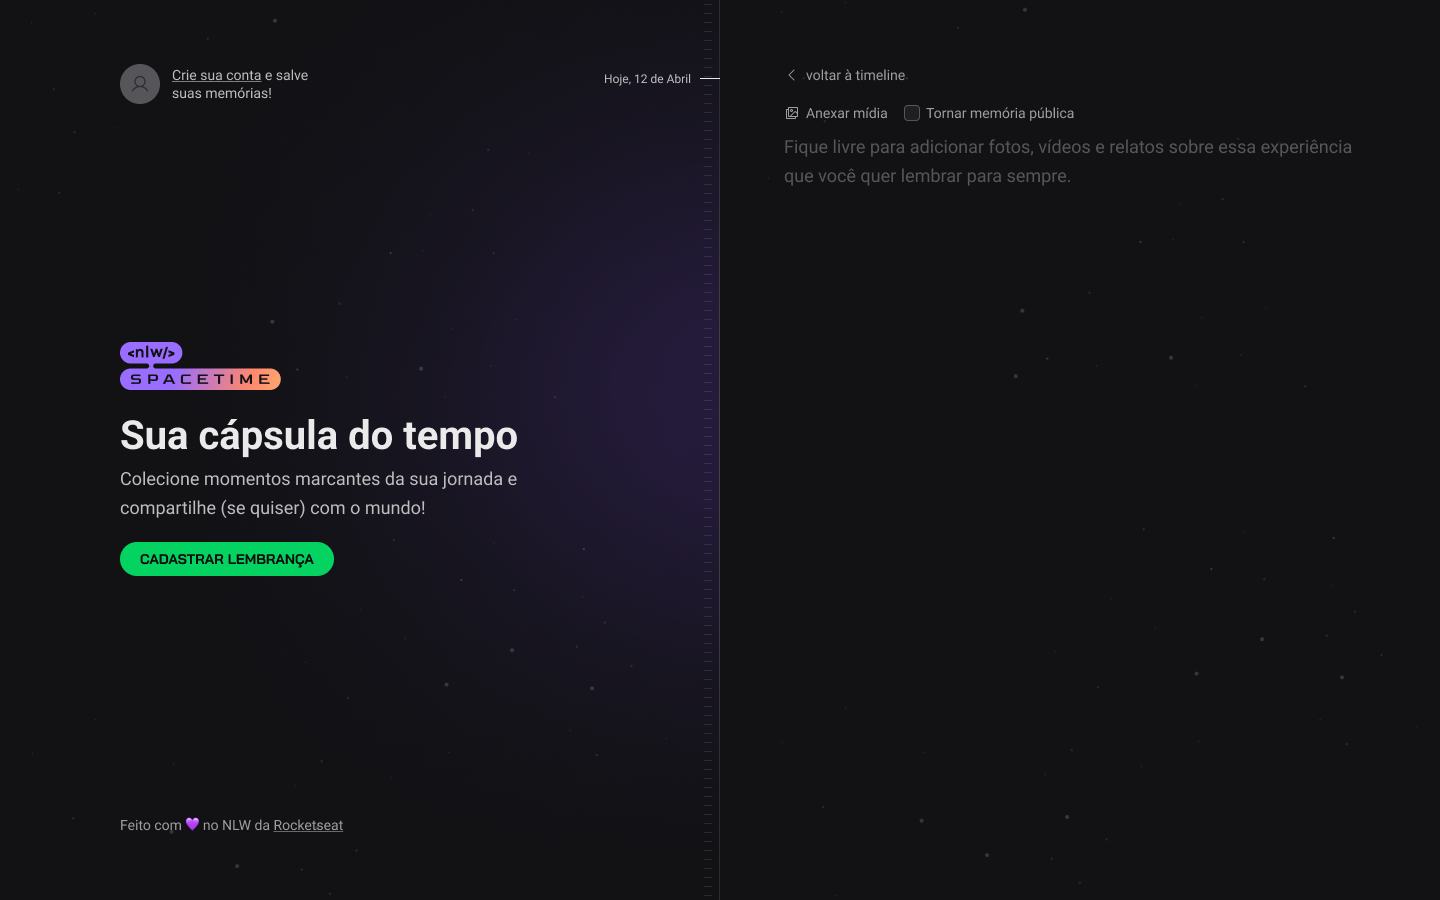 Crie sua conta e salve
suas memórias!
Hoje, 12 de Abril
<nlw/>
SPACETIME
Sua cápsula do tempo
Colecione momentos marcantes da sua jornada e
compartilhe (se quiser) com o mundo!
CADASTRAR LEMBRANÇA
Feito com 💜 no NLW da Rocketseat
voltar à timeline
Anexar mídia
Tornar memória pública
Fique livre para adicionar fotos, vídeos e relatos sobre essa experiência
que você quer lembrar para sempre.